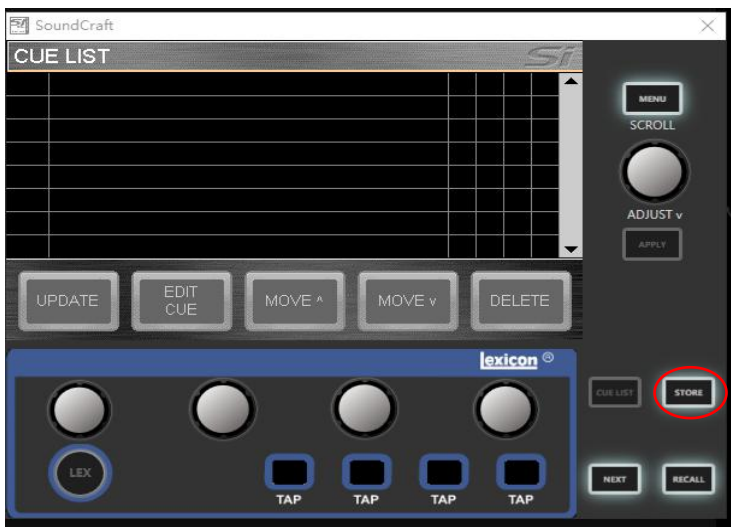 SoundCraft
CUE LIST
Si
MENU
SCROLL
ADJUST v
APPLY
UPDATE
EDIT
CUE
MOVE ^
MOVE v
DELETE
lexicon ®
CUE LIST
STORE
LEX
TAP
TAP
TAP
TAP
NEXT
RECALL